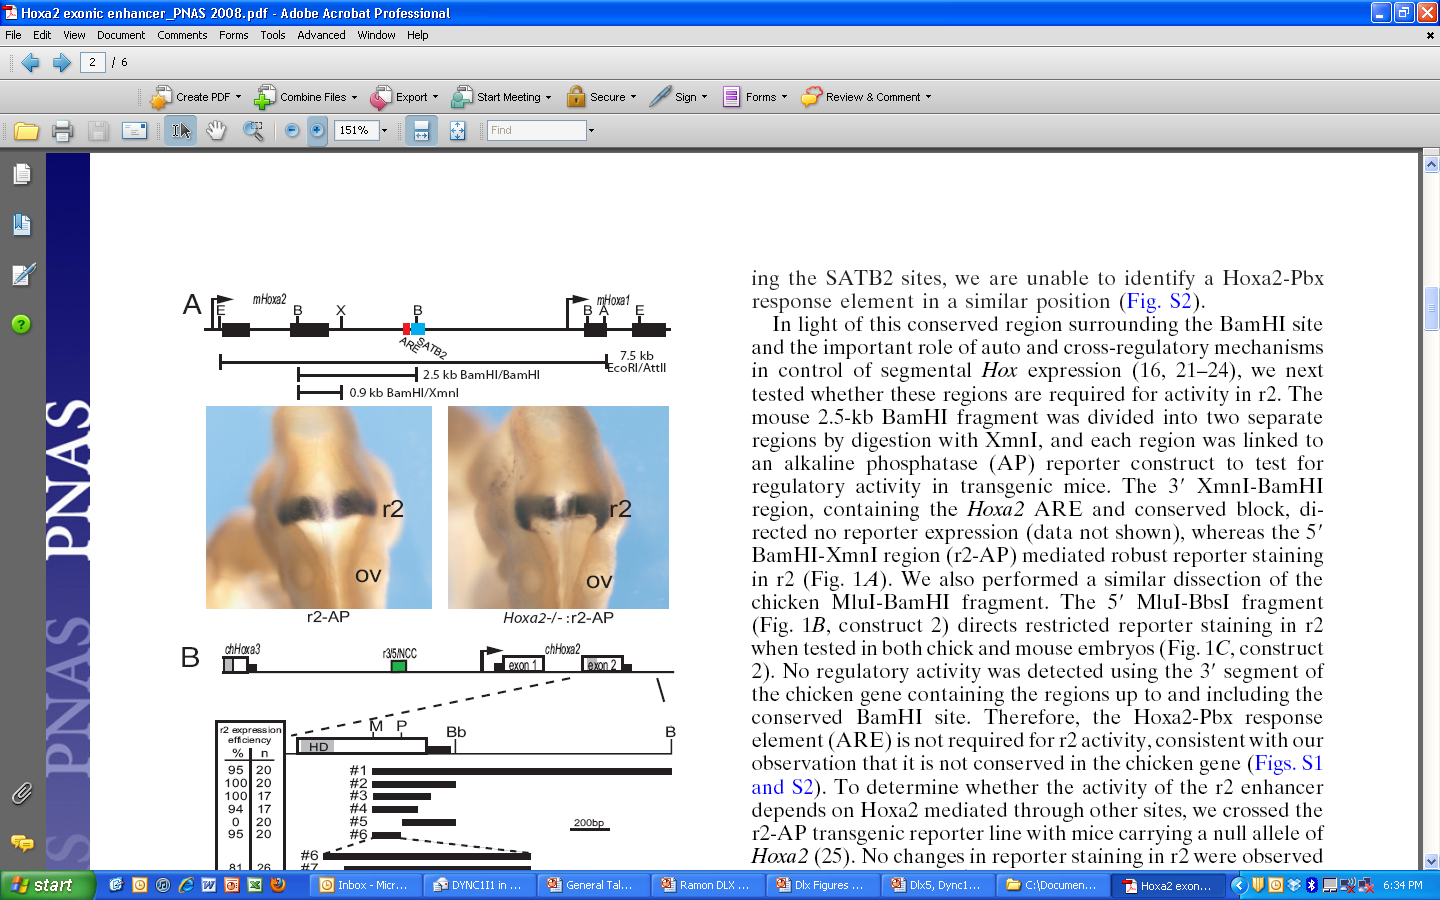 Hoxa2 exonic enhancer_PNAS 2008.pdf - Adobe Acrobat Professional
File Edit View Document Comments Forms Tools Advanced Window Help
2 / 6
Create PDF Combine Files Export Start Meeting Secure Sign Forms Review & Comment
151% Find
PNAS PNAS PNAS
A
mHoxa2 mHoxa1
E B X B B A E
ARE SATB2
7.5 kb
EcoRI/AttII
2.5 kb BamHI/BamHI
0.9 kb BamHI/XmnI
r2 r2
ov ov
r2-AP Hoxa2-/- :r2-AP
B
chHoxa3 r3/5/NCC chHoxa2
exon 1 exon 2
r2 expression
efficiency
% n
95 20
100 20
100 17
94 17
0 20
95 20
81 26
M P Bb B
HD
#1
#2
#3
#4
#5
#6
200bp
#6
#7
ing the SATB2 sites, we are unable to identify a Hoxa2-Pbx
response element in a similar position (Fig. S2).
In light of this conserved region surrounding the BamHI site
and the important role of auto and cross-regulatory mechanisms
in control of segmental Hox expression (16, 21–24), we next
tested whether these regions are required for activity in r2. The
mouse 2.5-kb BamHI fragment was divided into two separate
regions by digestion with XmnI, and each region was linked to
an alkaline phosphatase (AP) reporter construct to test for
regulatory activity in transgenic mice. The 3′ XmnI-BamHI
region, containing the Hoxa2 ARE and conserved block, di-
rected no reporter expression (data not shown), whereas the 5′
BamHI-XmnI region (r2-AP) mediated robust reporter staining
in r2 (Fig. 1A). We also performed a similar dissection of the
chicken MluI-BamHI fragment. The 5′ MluI-BbsI fragment
(Fig. 1B, construct 2) directs restricted reporter staining in r2
when tested in both chick and mouse embryos (Fig. 1C, construct
2). No regulatory activity was detected using the 3′ segment of
the chicken gene containing the regions up to and including the
conserved BamHI site. Therefore, the Hoxa2-Pbx response
element (ARE) is not required for r2 activity, consistent with our
observation that it is not conserved in the chicken gene (Figs. S1
and S2). To determine whether the activity of the r2 enhancer
depends on Hoxa2 mediated through other sites, we crossed the
r2-AP transgenic reporter line with mice carrying a null allele of
Hoxa2 (25). No changes in reporter staining in r2 were observed
start Inbox - Micr... DYNC1I1 in ... General Tal... Ramon DLX ... Dlx Figures ... Dlx5, Dync1... C:\Documen... Hoxa2 exon... 6:34 PM